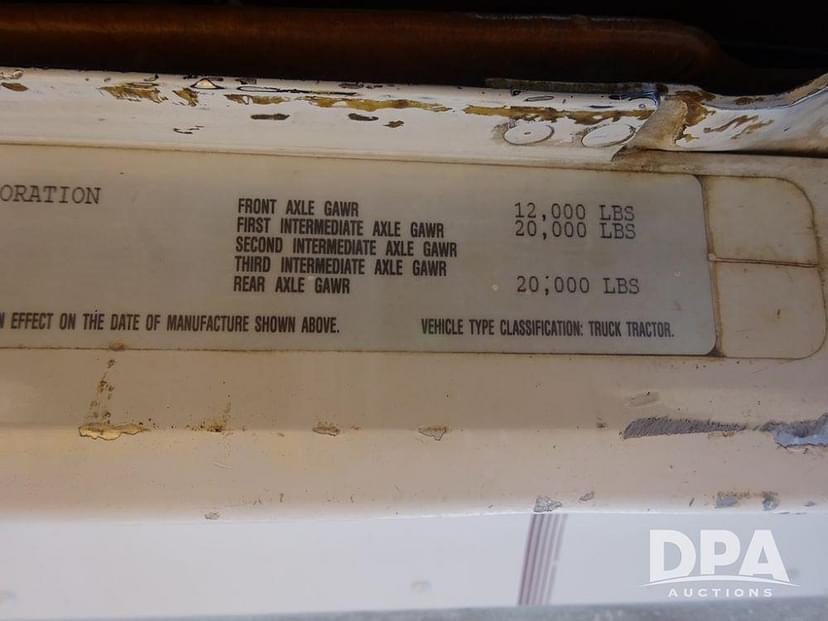 ORATION
FRONT AXLE GAWR 12,000 LBS
FIRST INTERMEDIATE AXLE GAWR 20,000 LBS
SECOND INTERMEDIATE AXLE GAWR
THIRD INTERMEDIATE AXLE GAWR
REAR AXLE GAWR 20,000 LBS
N EFFECT ON THE DATE OF MANUFACTURE SHOWN ABOVE. VEHICLE TYPE CLASSIFICATION: TRUCK TRACTOR.
DPA
AUCTIONS